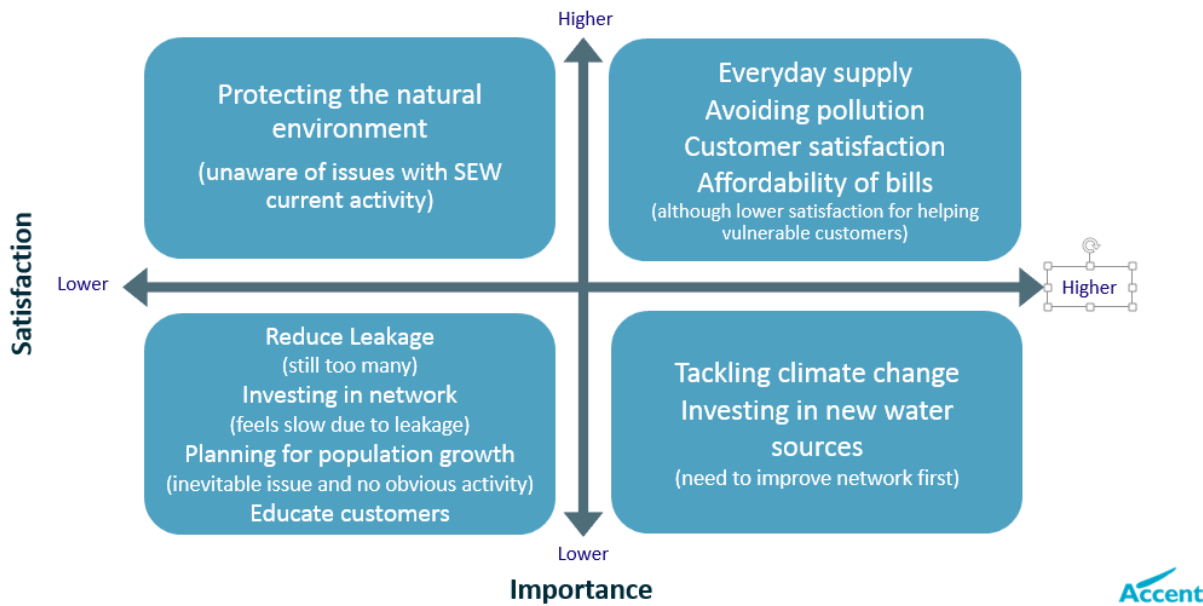 Higher
Protecting the natural
environment
(unaware of issues with SEW
current activity)
Everyday supply
Avoiding pollution
Customer satisfaction
Affordability of bills
(although lower satisfaction for helping
vulnerable customers)
Satisfaction
Lower
Higher
Reduce Leakage
(still too many)
Investing in network
(feels slow due to leakage)
Planning for population growth
(inevitable issue and no obvious activity)
Educate customers
Tackling climate change
Investing in new water
sources
(need to improve network first)
Lower
Importance
Accent